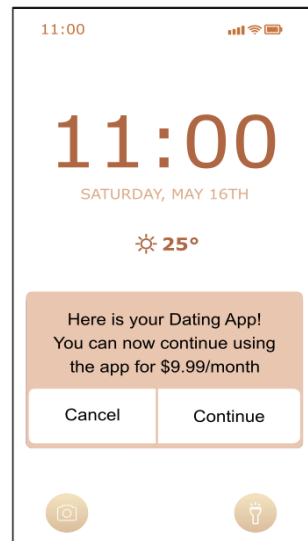 11:00
11:00
SATURDAY, MAY 16TH
25°
Here is your Dating App!
You can now continue using
the app for $9.99/month
Cancel
Continue